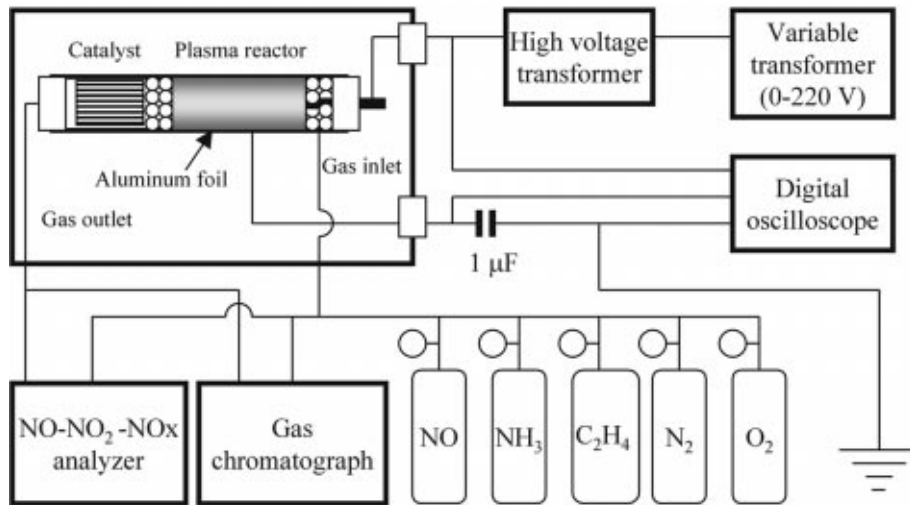 Catalyst
Plasma reactor
High voltage
transformer
Variable
transformer
(0-220 V)
Aluminum foil
Gas inlet
Gas outlet
Digital
oscilloscope
1 μF
NO-NO₂ -NOx
analyzer
Gas
chromatograph
NO
NH₃
C₂H₄
N₂
O₂